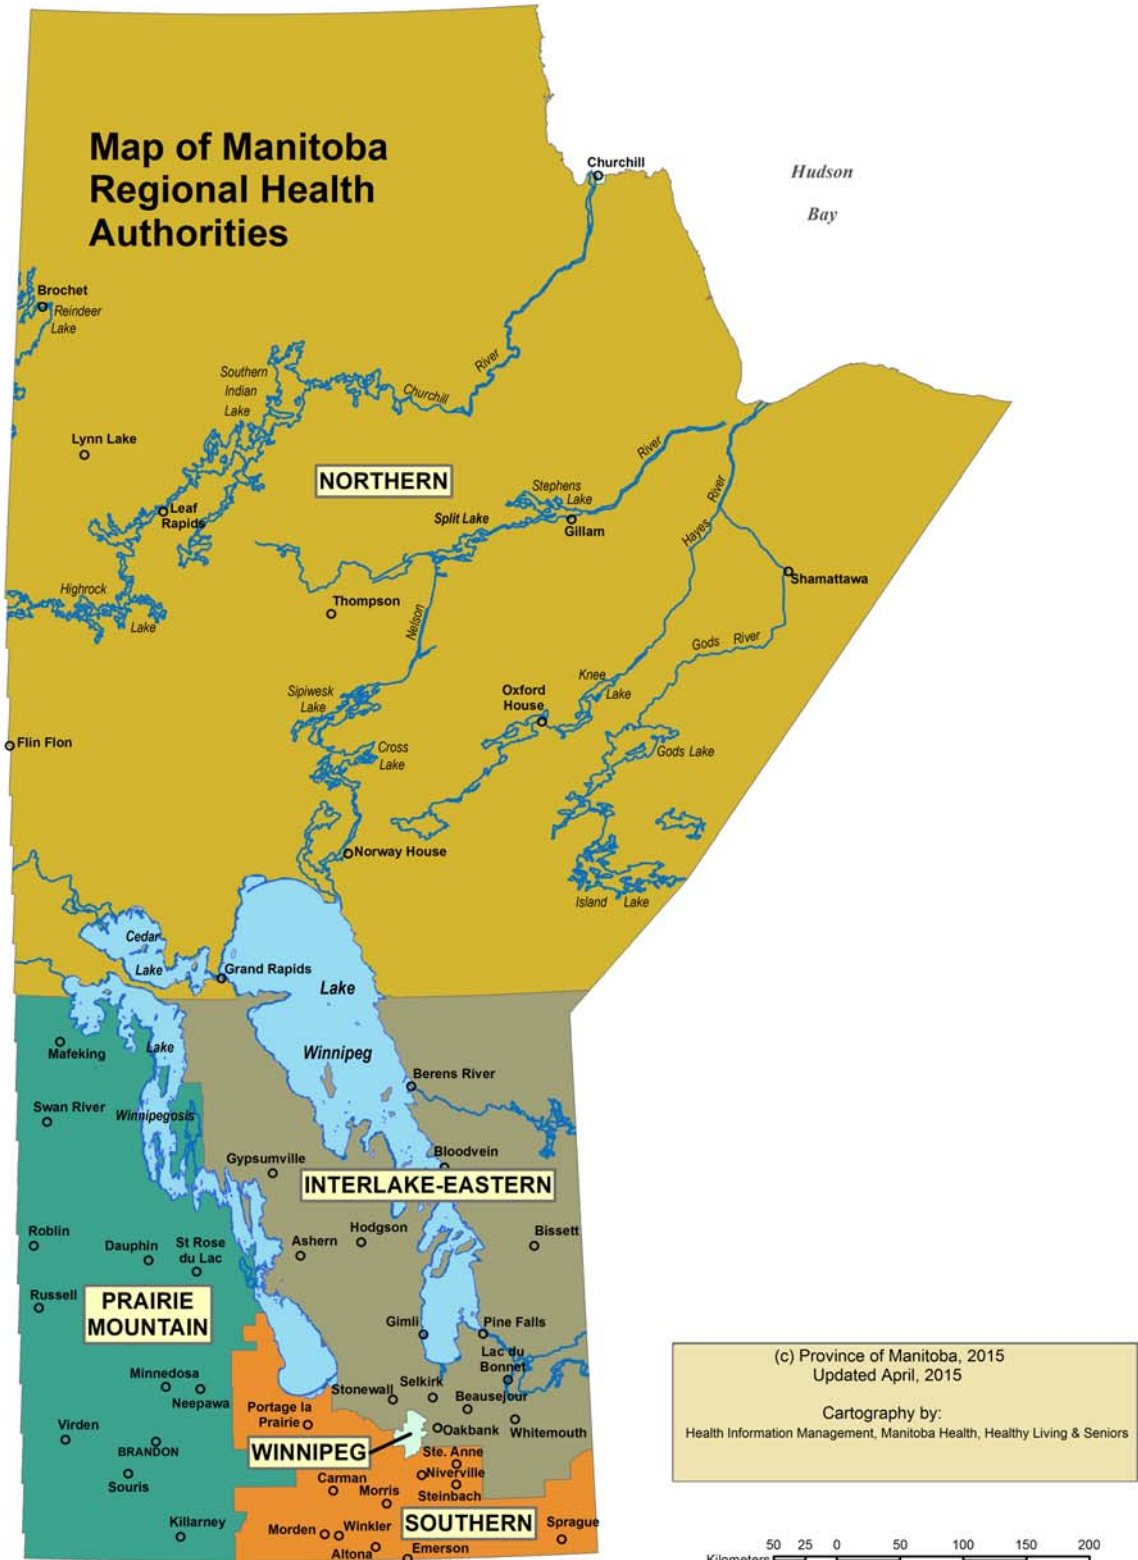 Map of Manitoba
Regional Health
Authorities
Churchill
Hudson
Bay
Brochet
Reindeer
Lake
Southern
Indian
Lake
River
Churchill
Lynn Lake
NORTHERN
River
Stephens
Lake
Leaf
Rapids
Split Lake
Gillam
River
Hayes
Shamattawa
Highrock
Lake
Thompson
Nelson
Gods River
Knee
Lake
Sipiwesk
Lake
Oxford
House
Flin Flon
Cross
Lake
Gods Lake
Norway House
Island Lake
Cedar
Lake
Grand Rapids
Lake
Winnipeg
Mafeking
Lake
Winnipegosis
Berens River
Swan River
Bloodvein
Gypsumville
INTERLAKE-EASTERN
Roblin
Dauphin
St Rose
du Lac
Ashern
Hodgson
Bissett
Russell
PRAIRIE
MOUNTAIN
Gimli
Pine Falls
Lac du
Bonnet
Minnedosa
Neepawa
Stonewall
Selkirk
Beausejour
Portage la
Prairie
Oakbank
Whitemouth
Virden
BRANDON
WINNIPEG
Ste. Anne
Niverville
Steinbach
Souris
Carman
Morris
Killarney
Morden
Winkler
SOUTHERN
Sprague
Altona
Emerson
(c) Province of Manitoba, 2015
Updated April, 2015
Cartography by:
Health Information Management, Manitoba Health, Healthy Living & Seniors
50 25 0 50 100 150 200
Kilometers